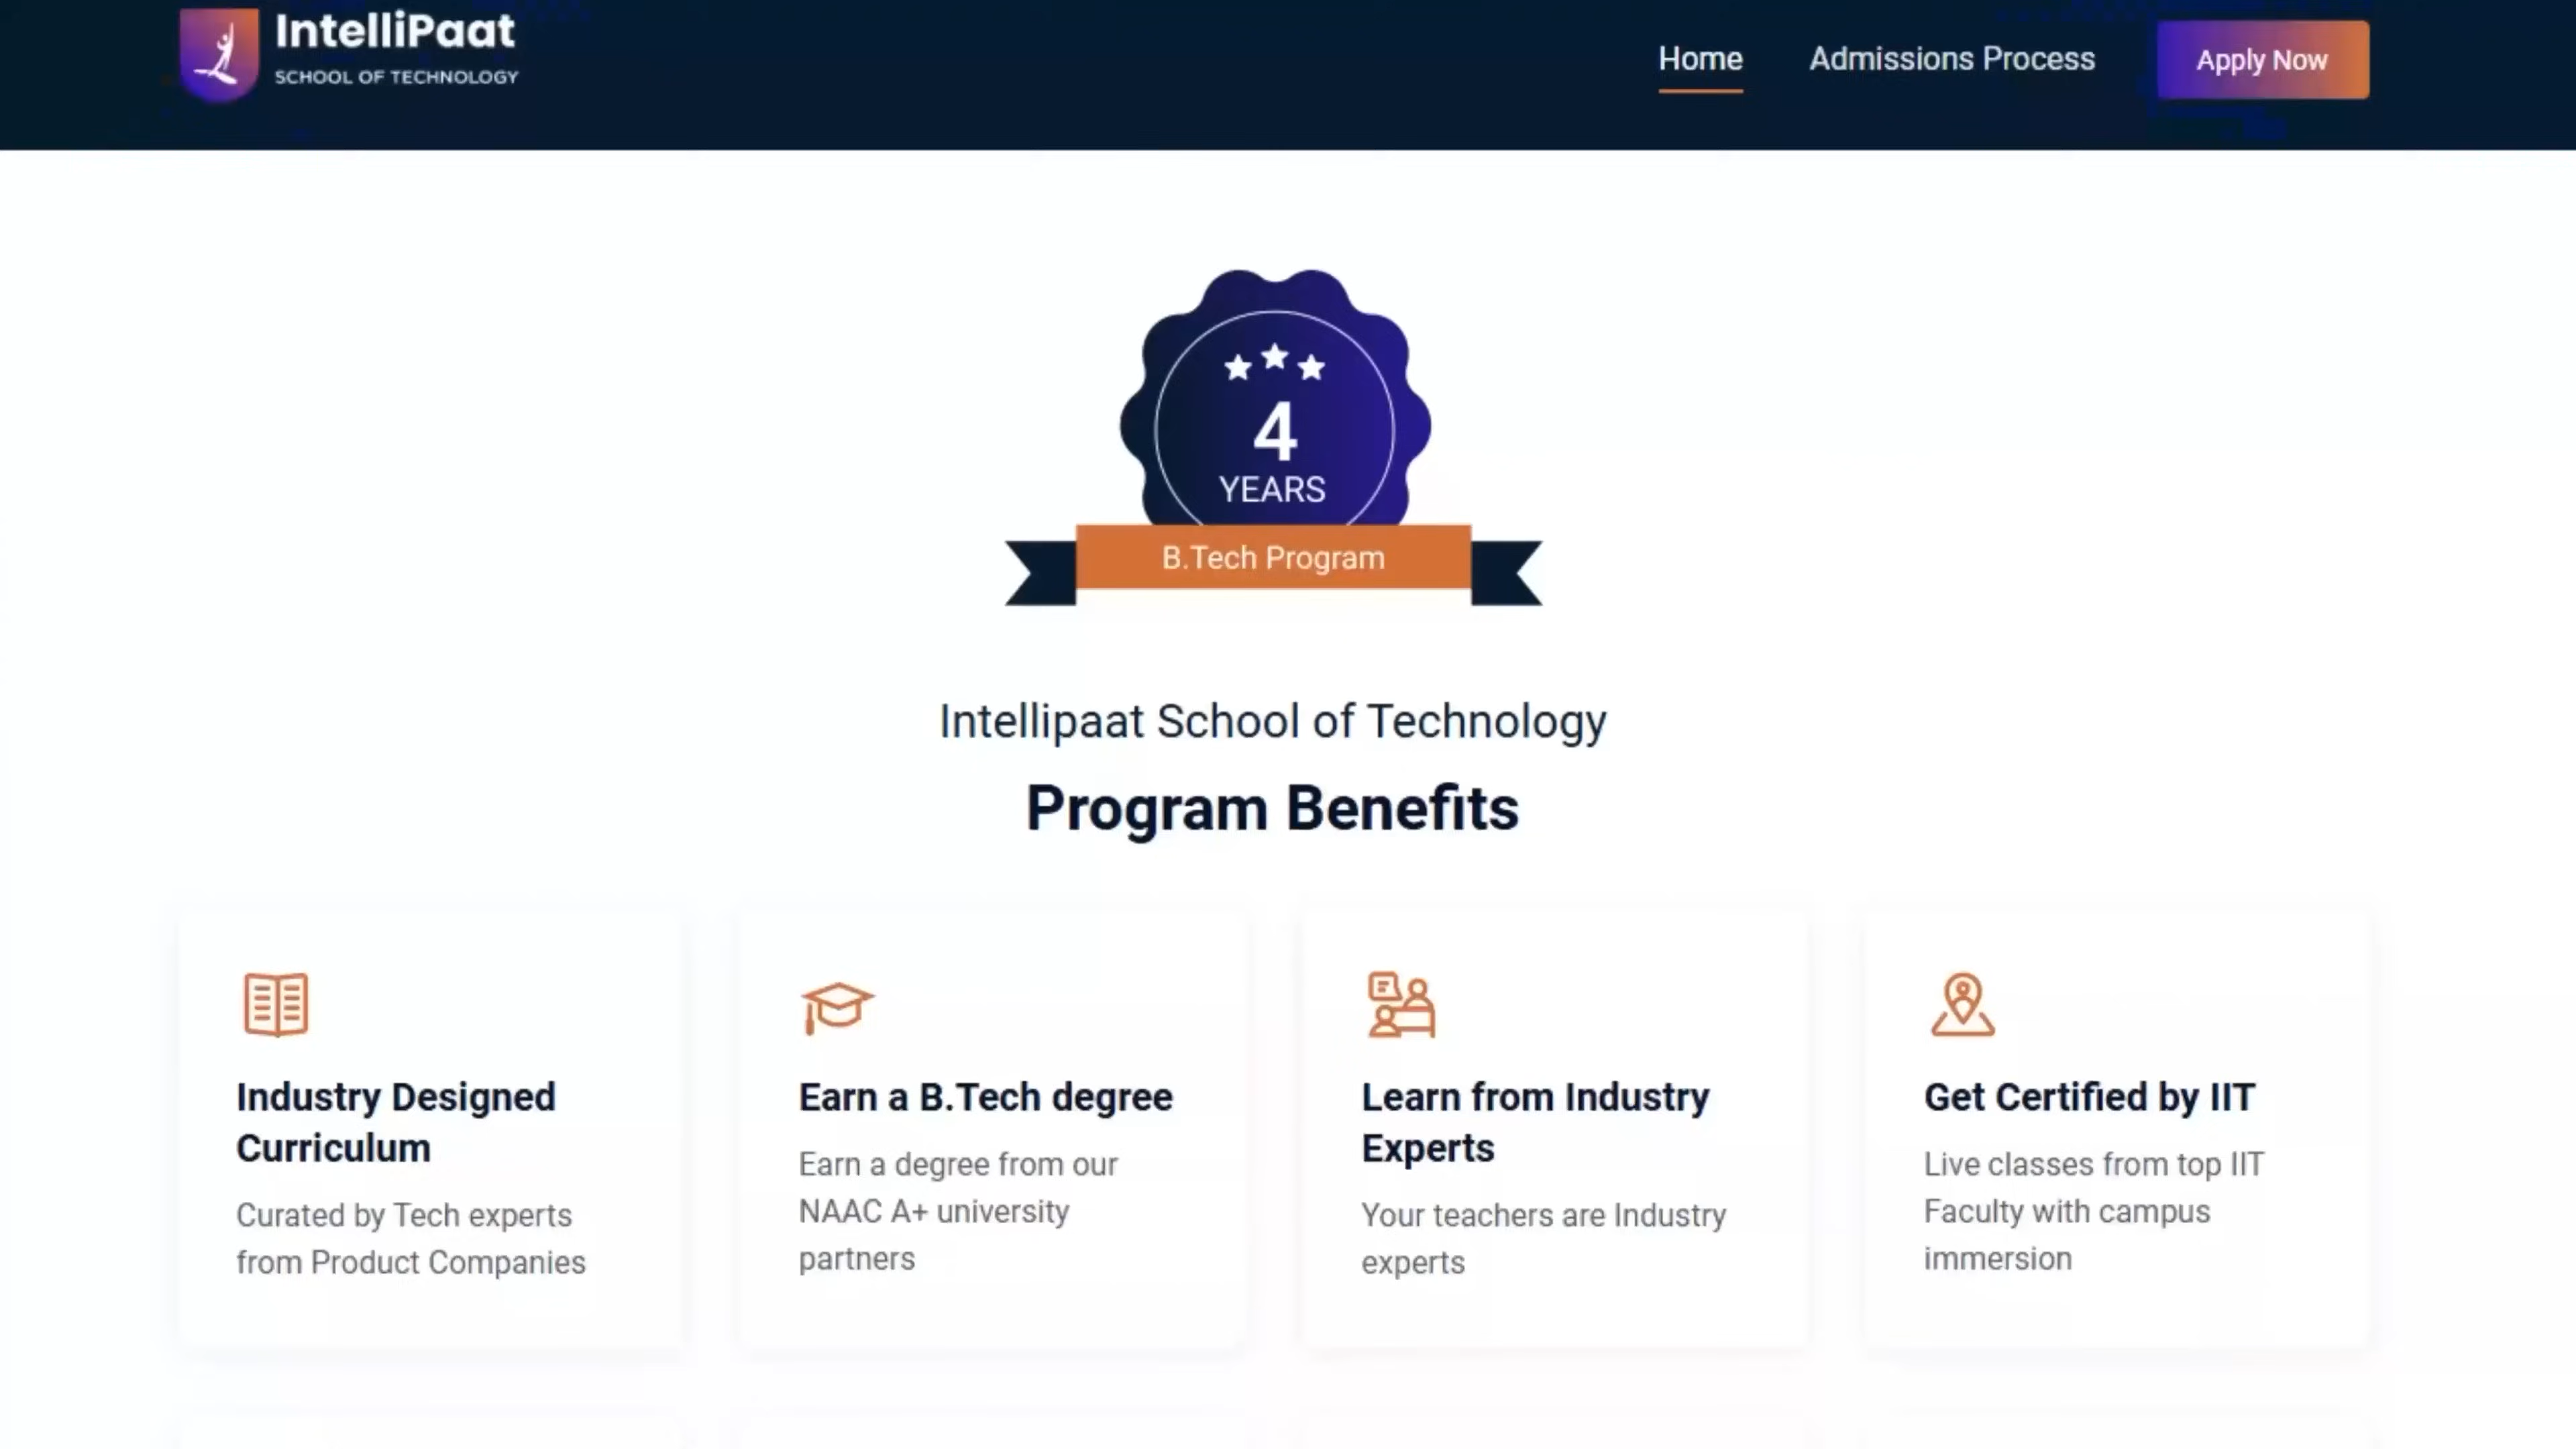 IntelliPaat
SCHOOL OF TECHNOLOGY
Home
Admissions Process
Apply Now
4
YEARS
B.Tech Program
Intellipaat School of Technology
Program Benefits
Industry Designed
Curriculum
Curated by Tech experts
from Product Companies
Earn a B.Tech degree
Earn a degree from our
NAAC A+ university
partners
Learn from Industry
Experts
Your teachers are Industry
experts
Get Certified by IIT
Live classes from top IIT
Faculty with campus
immersion